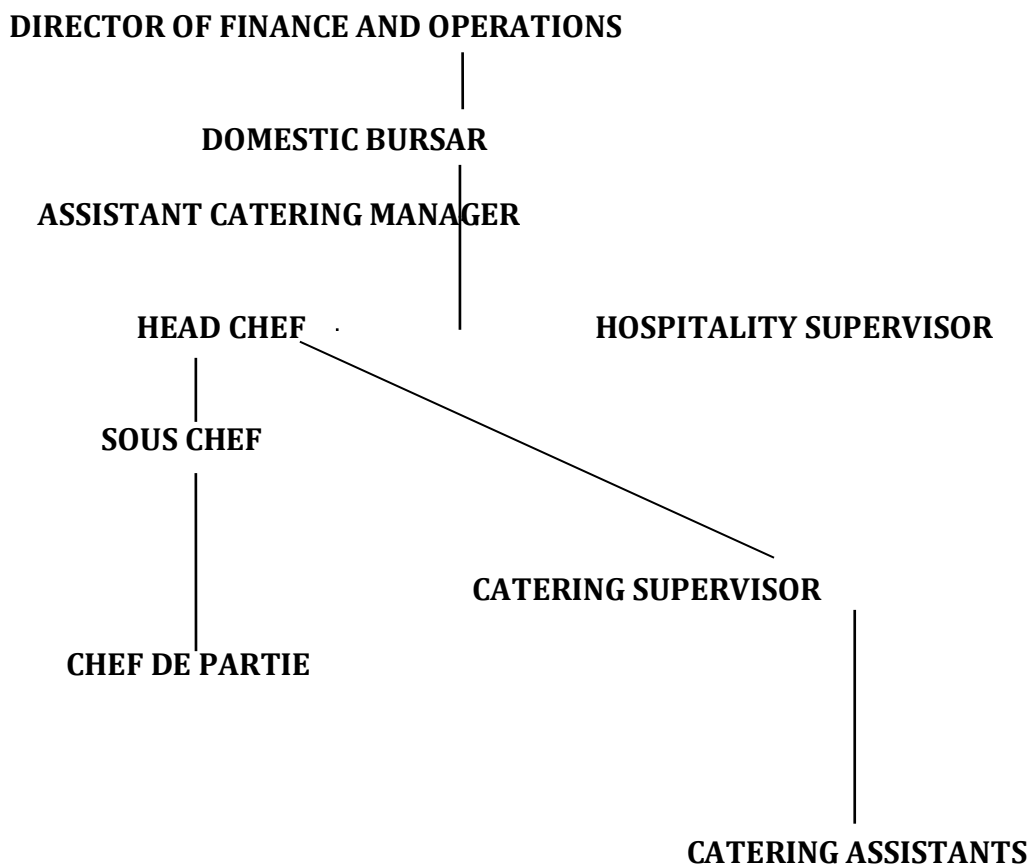 DIRECTOR OF FINANCE AND OPERATIONS
DOMESTIC BURSAR
ASSISTANT CATERING MANAGER
HEAD CHEF
HOSPITALITY SUPERVISOR
SOUS CHEF
CATERING SUPERVISOR
CHEF DE PARTIE
CATERING ASSISTANTS